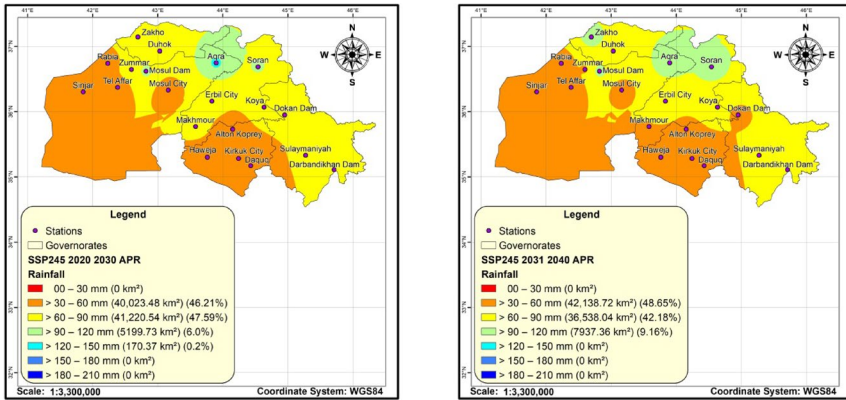 41°E 42°E 43°E 44°E 45°E 46°E
37°N
36°N
35°N
34°N
33°N
32°N
N
W E
S
Zakho
Duhok
Rabia
Zummar
Aqra
Soran
Mosul Dam
Sinjar
Tel Affar
Mosul City
Erbil City
Koya
Dokan Dam
Makhmour
Alton Koprey
Haweja
Kirkuk City
Daquq
Sulaymaniyah
Darbandikhan Dam
Legend
Stations
Governorates
SSP245 2020 2030 APR
Rainfall
00 – 30 mm (0 km²)
> 30 – 60 mm (40,023.48 km²) (46.21%)
> 60 – 90 mm (41,220.54 km²) (47.59%)
> 90 – 120 mm (5199.73 km²) (6.0%)
> 120 – 150 mm (170.37 km²) (0.2%)
> 150 – 180 mm (0 km²)
> 180 – 210 mm (0 km²)
Scale: 1:3,300,000 Coordinate System: WGS84
41°E 42°E 43°E 44°E 45°E 46°E
37°N
36°N
35°N
34°N
33°N
32°N
N
W E
S
Zakho
Duhok
Rabia
Zummar
Aqra
Soran
Mosul Dam
Sinjar
Tel Affar
Mosul City
Erbil City
Koya
Dokan Dam
Makhmour
Alton Koprey
Haweja
Kirkuk City
Daquq
Sulaymaniyah
Darbandikhan Dam
Legend
Stations
Governorates
SSP245 2031 2040 APR
Rainfall
00 – 30 mm (0 km²)
> 30 – 60 mm (42,138.72 km²) (48.65%)
> 60 – 90 mm (36,538.04 km²) (42.18%)
> 90 – 120 mm (7937.36 km²) (9.16%)
> 120 – 150 mm (0 km²)
> 150 – 180 mm (0 km²)
> 180 – 210 mm (0 km²)
Scale: 1:3,300,000 Coordinate System: WGS84